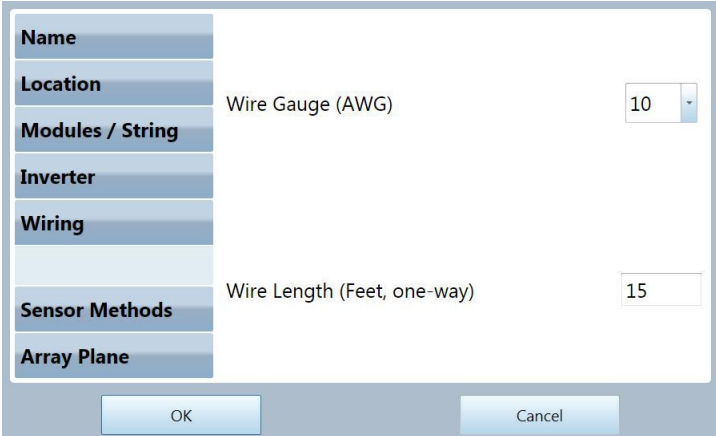 Name
Location
Modules / String
Inverter
Wiring
Sensor Methods
Array Plane
Wire Gauge (AWG)
10
Wire Length (Feet, one-way)
15
OK
Cancel